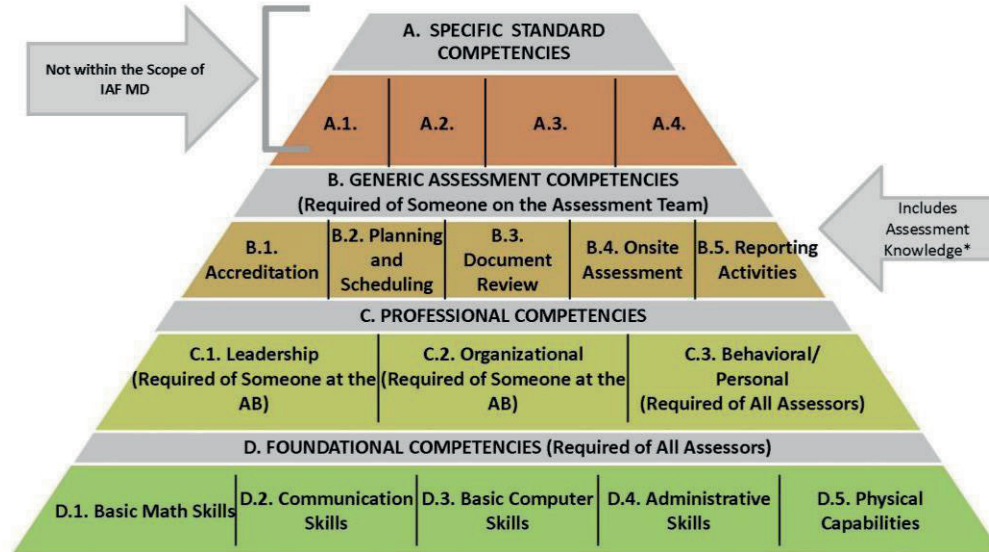 A. SPECIFIC STANDARD
COMPETENCIES
Not within the Scope of
IAF MD
A.1.
A.2.
A.3.
A.4.
B. GENERIC ASSESSMENT COMPETENCIES
(Required of Someone on the Assessment Team)
Includes
Assessment
Knowledge*
B.1.
Accreditation
B.2. Planning
and
Scheduling
B.3.
Document
Review
B.4. Onsite
Assessment
B.5. Reporting
Activities
C. PROFESSIONAL COMPETENCIES
C.1. Leadership
(Required of Someone at the
AB)
C.2. Organizational
(Required of Someone at the
AB)
C.3. Behavioral/
Personal
(Required of All Assessors)
D. FOUNDATIONAL COMPETENCIES (Required of All Assessors)
D.1. Basic Math Skills
D.2. Communication
Skills
D.3. Basic Computer
Skills
D.4. Administrative
Skills
D.5. Physical
Capabilities